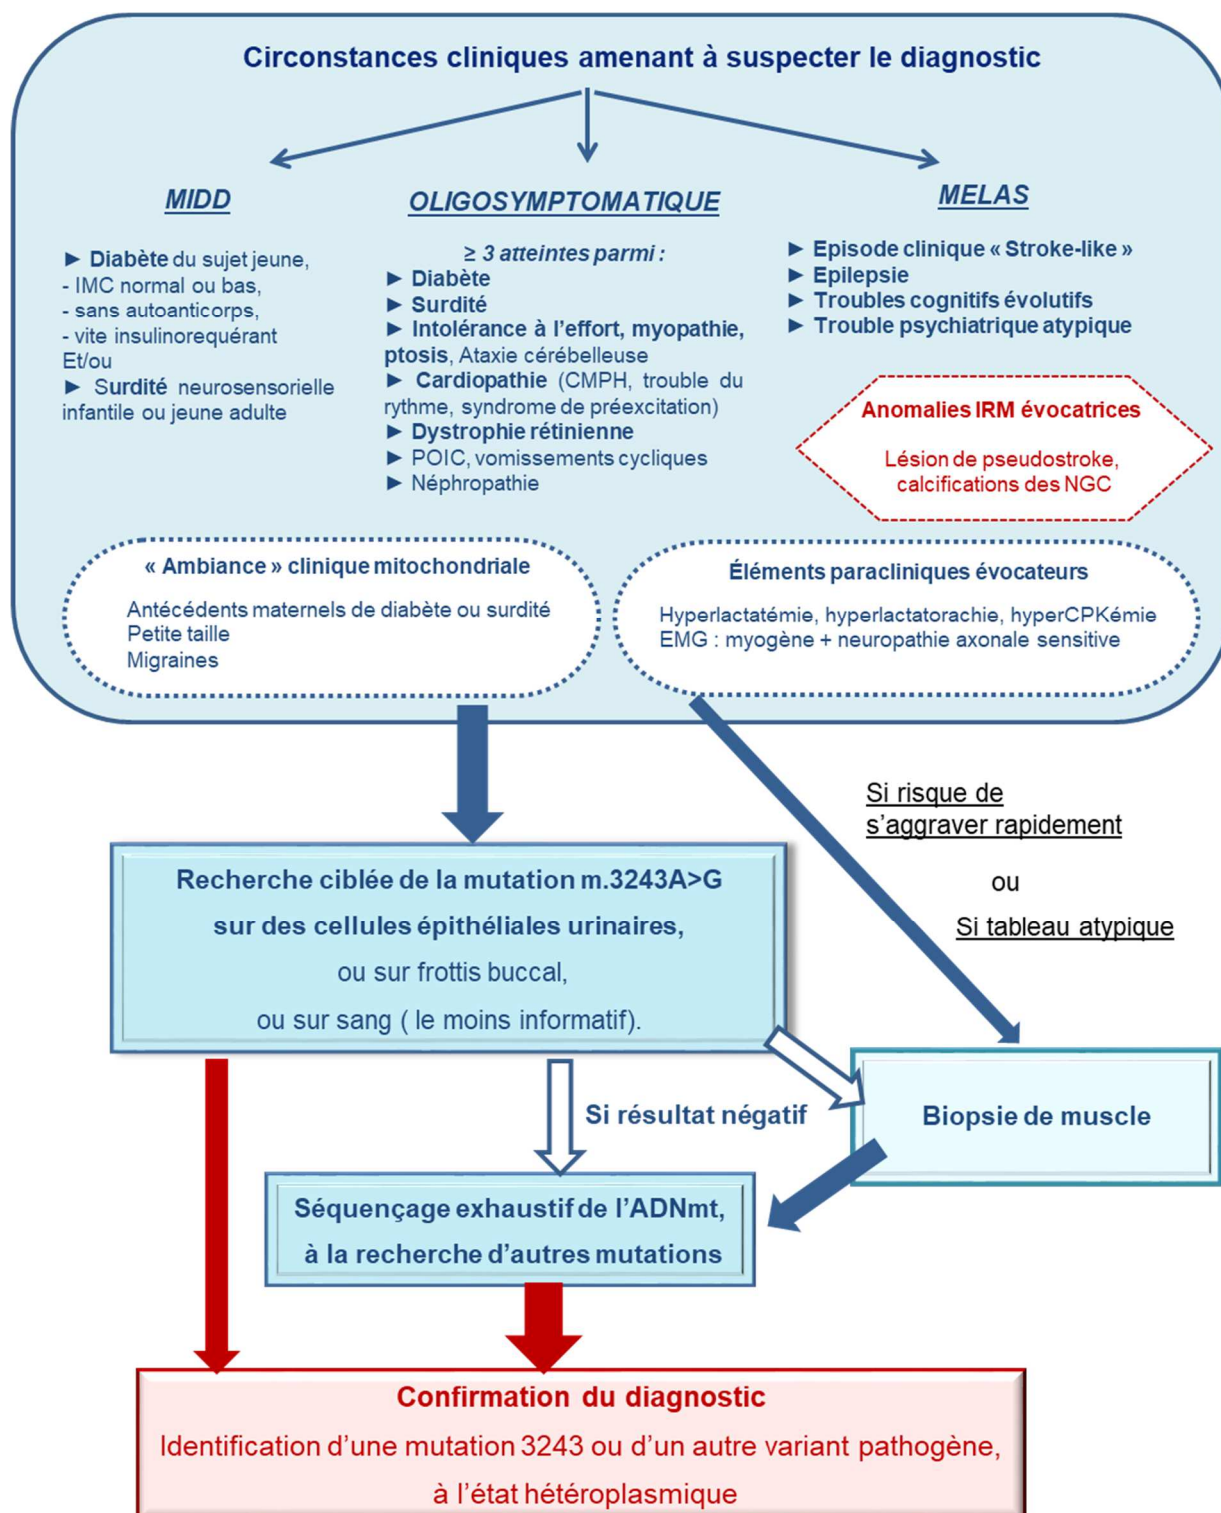 Circonstances cliniques amenant à suspecter le diagnostic
MIDD
► Diabète du sujet jeune,
- IMC normal ou bas,
- sans autoanticorps,
- vite insulinorequérant
Et/ou
► Surdité neurosensorielle
infantile ou jeune adulte
OLIGOSYMPTOMATIQUE
≥ 3 atteintes parmi :
► Diabète
► Surdité
► Intolérance à l’effort, myopathie,
ptosis, Ataxie cérébelleuse
► Cardiopathie (CMPH, trouble du
rythme, syndrome de préexcitation)
► Dystrophie rétinienne
► POIC, vomissements cycliques
► Néphropathie
MELAS
► Episode clinique « Stroke-like »
► Epilepsie
► Troubles cognitifs évolutifs
► Trouble psychiatrique atypique
Anomalies IRM évocatrices
Lésion de pseudostroke,
calcifications des NGC
« Ambiance » clinique mitochondriale
Antécédents maternels de diabète ou surdité
Petite taille
Migraines
Éléments paracliniques évocateurs
Hyperlactatémie, hyperlactatorachie, hyperCPKémie
EMG : myogène + neuropathie axonale sensitive
Si risque de
s’aggraver rapidement
ou
Si tableau atypique
Recherche ciblée de la mutation m.3243A>G
sur des cellules épithéliales urinaires,
ou sur frottis buccal,
ou sur sang ( le moins informatif).
Si résultat négatif
Biopsie de muscle
Séquençage exhaustif de l’ADNmt,
à la recherche d’autres mutations
Confirmation du diagnostic
Identification d’une mutation 3243 ou d’un autre variant pathogène,
à l’état hétéroplasmique